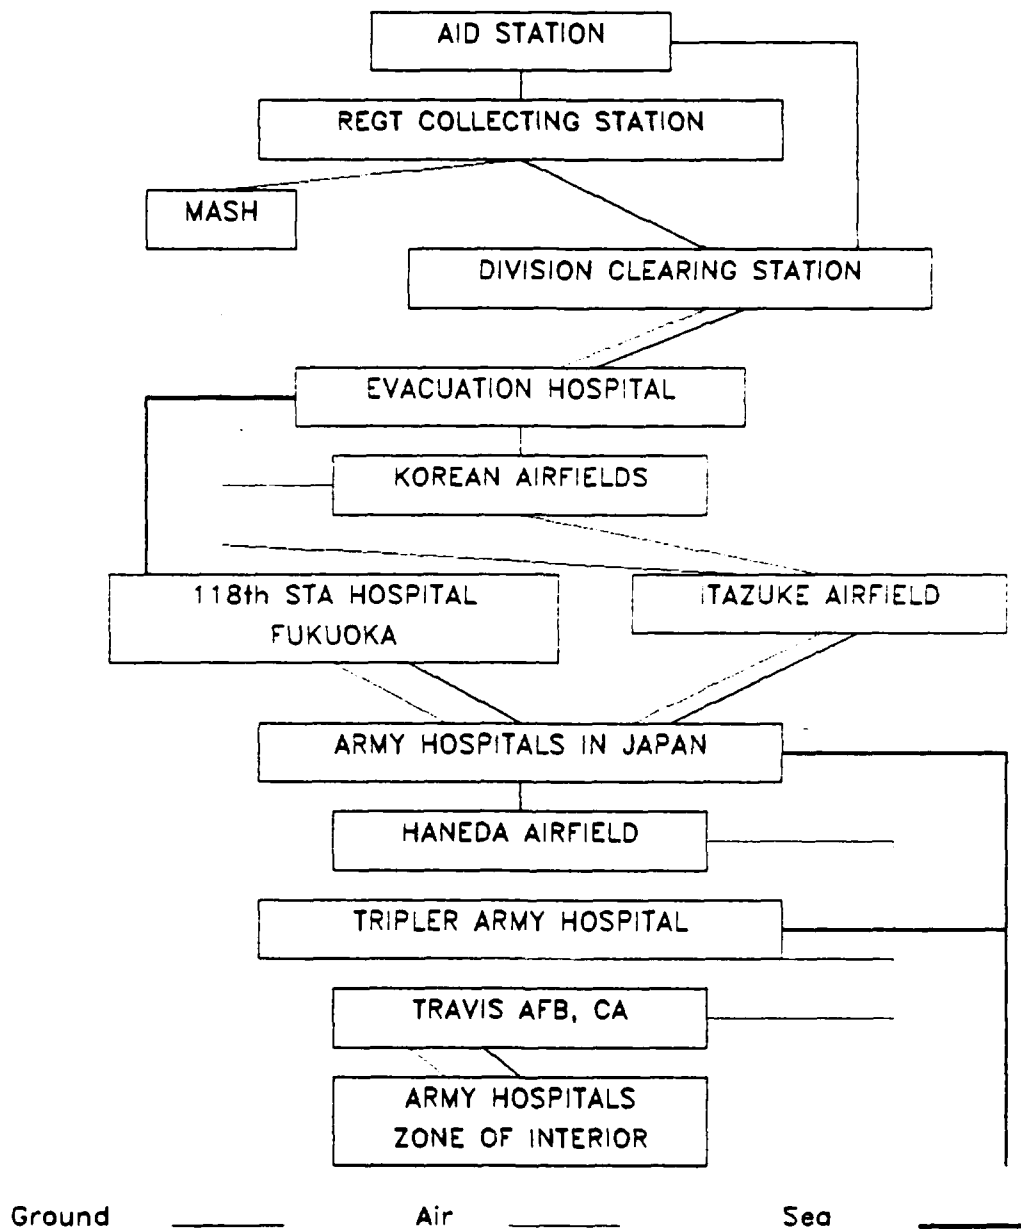 AID STATION
REGT COLLECTING STATION
MASH
DIVISION CLEARING STATION
EVACUATION HOSPITAL
KOREAN AIRFIELDS
118th STA HOSPITAL
FUKUOKA
ITAZUKE AIRFIELD
ARMY HOSPITALS IN JAPAN
HANEDA AIRFIELD
TRIPLER ARMY HOSPITAL
TRAVIS AFB, CA
ARMY HOSPITALS
ZONE OF INTERIOR
Ground Air Sea